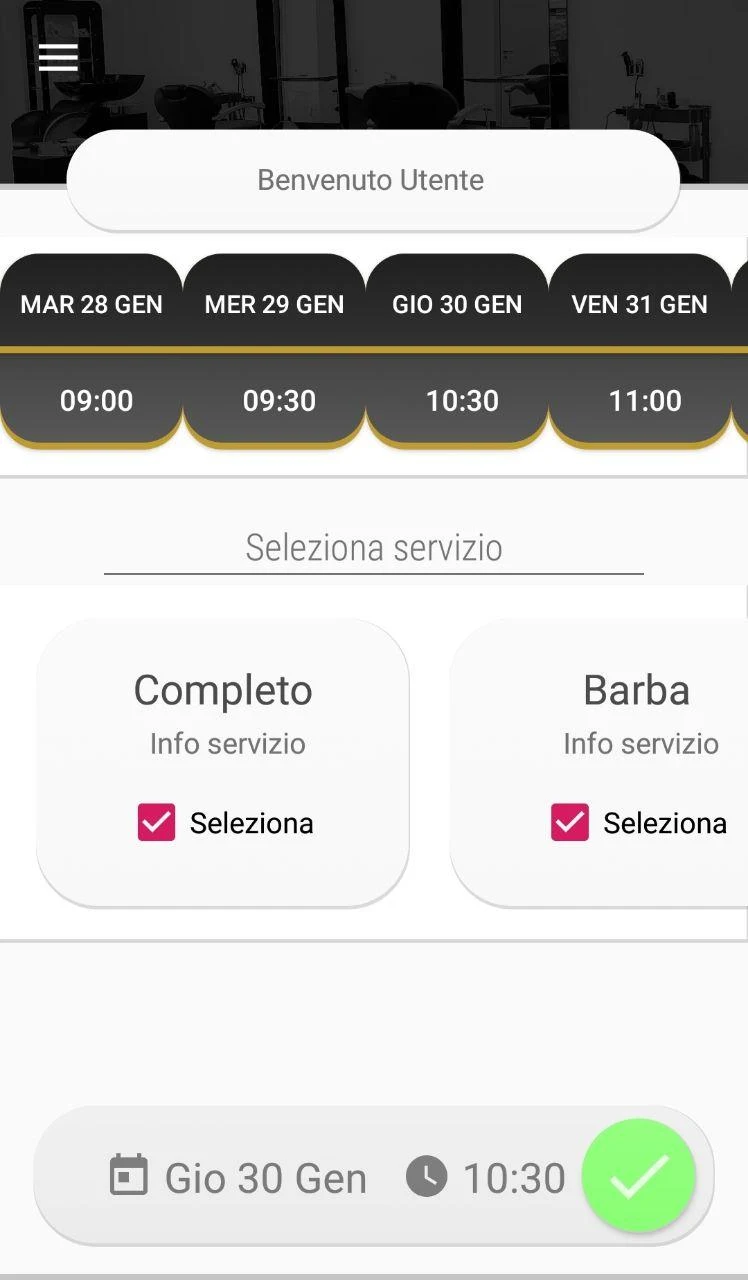 Benvenuto Utente
MAR 28 GEN MER 29 GEN GIO 30 GEN VEN 31 GEN
09:00 09:30 10:30 11:00
Seleziona servizio
Completo Barba
Info servizio Info servizio
Seleziona Seleziona
Gio 30 Gen 10:30